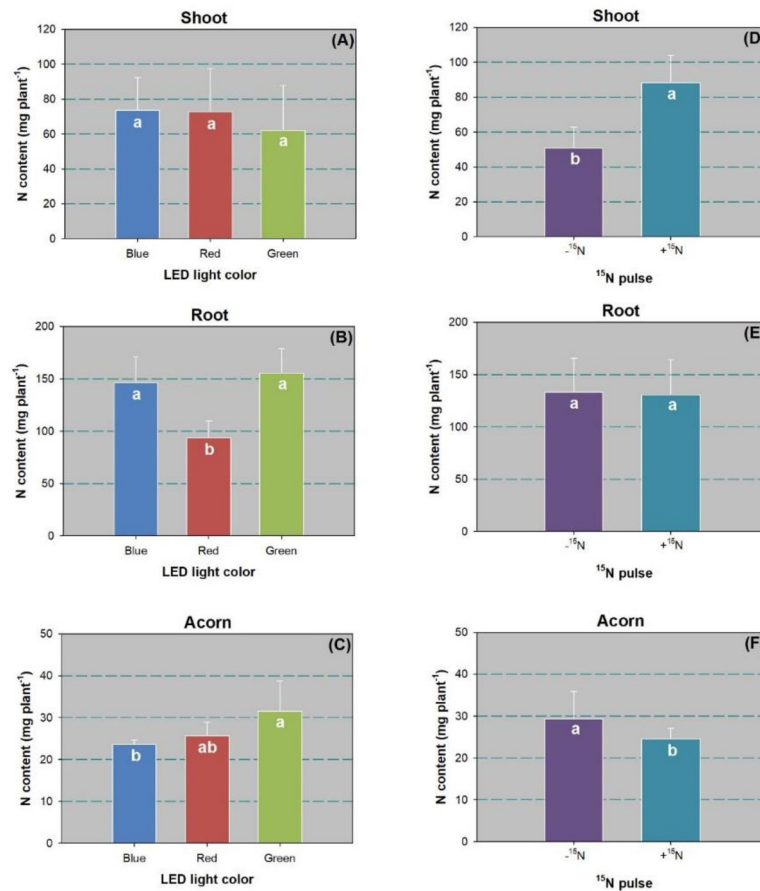 Shoot
(A)
N content (mg plant⁻¹)
120
100
80
60
40
20
0
a
a
a
Blue
Red
Green
LED light color
Shoot
(D)
N content (mg plant⁻¹)
120
100
80
60
40
20
0
b
a
-¹⁵N
+¹⁵N
¹⁵N pulse
Root
(B)
N content (mg plant⁻¹)
200
150
100
50
0
a
b
a
Blue
Red
Green
LED light color
Root
(E)
N content (mg plant⁻¹)
200
150
100
50
0
a
a
-¹⁵N
+¹⁵N
¹⁵N pulse
Acorn
(C)
N content (mg plant⁻¹)
50
40
30
20
10
0
b
ab
a
Blue
Red
Green
LED light color
Acorn
(F)
N content (mg plant⁻¹)
50
40
30
20
10
0
a
b
-¹⁵N
+¹⁵N
¹⁵N pulse